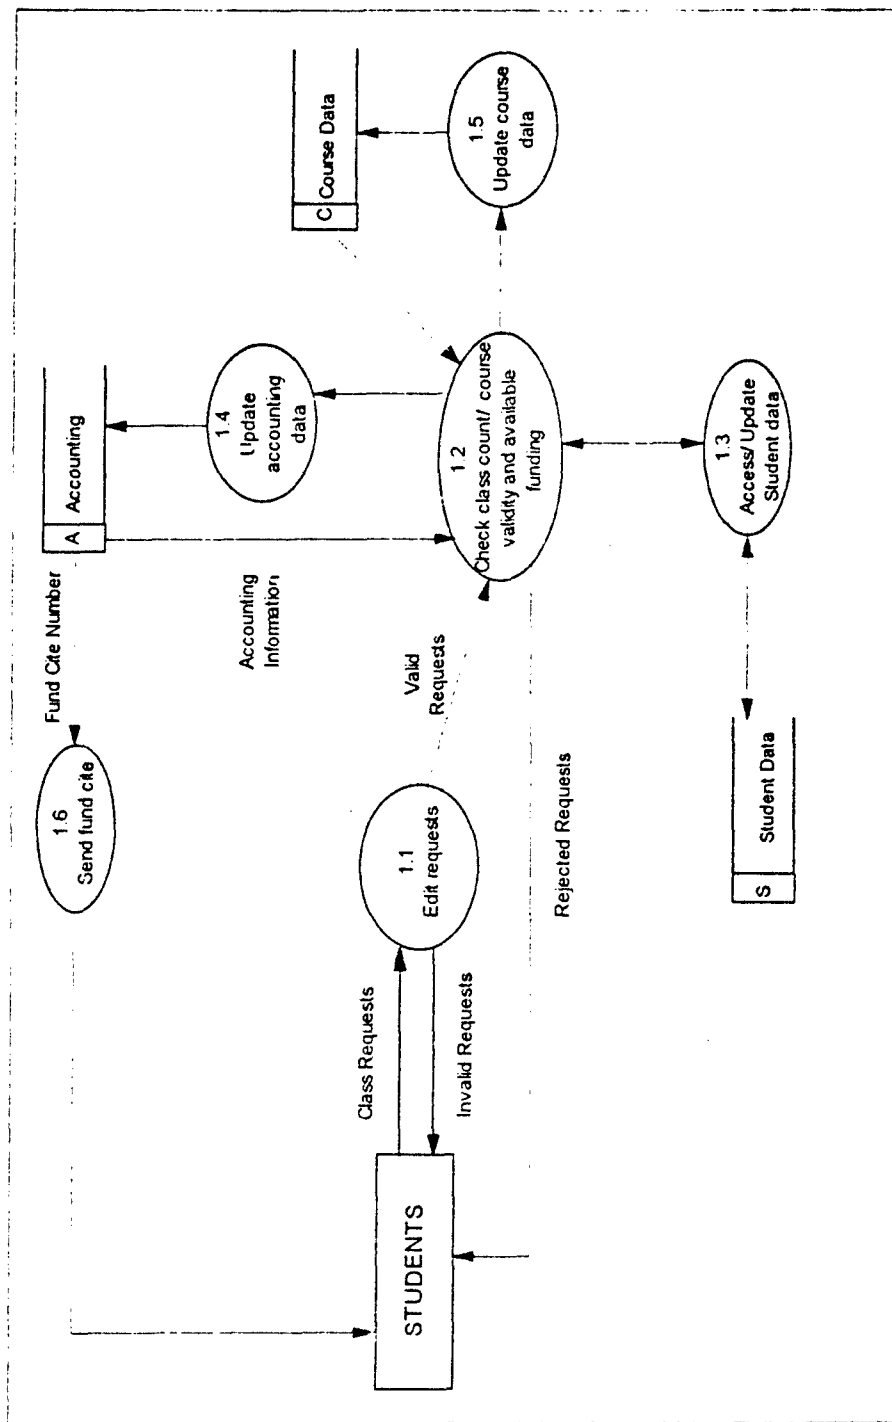 Fund Cite Number
A
Accounting
C
Course Data
1.6
Send fund cite
1.4
Update
accounting
data
1.5
Update course
data
Accounting
Information
Class Requests
1.1
Edit requests
Valid
Requests
1.2
Check class count/ course
validity and available
funding
STUDENTS
Invalid Requests
Rejected Requests
1.3
Access/ Update
Student data
S
Student Data